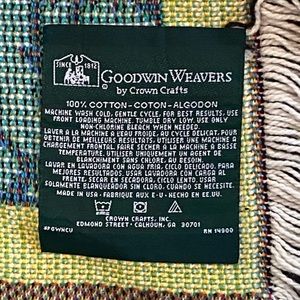 SINCE 1812
GOODWIN WEAVERS
by Crown Crafts
100% COTTON-COTON-ALGODON
MACHINE WASH COLD, GENTLE CYCLE. FOR BEST RESULTS, USE
FRONT LOADING MACHINE. TUMBLE DRY LOW. USE ONLY
NON-CHLORINE BLEACH WHEN NEEDED.
LAVER A LA MACHINE A L'EAU FROIDE, AU CYCLE DELICAT. POUR
OBTENIR DE MEILLEURS RESULTATS, UTILISER UNE MACHINE A
CHARGEMENT FRONTAL. FAIRE SECHER A LA MACHINE A BASSE
TEMPERATURE. UTILISER UNIQUEMENT UN AGENT DE
BLANCHIMENT SANS CHLORE, AU BESOIN.
LAVAR EN LAVADORA CON AGUA FRIA, CICLO DELICADO. PARA
MEJORES RESULTADOS, USAR LAVADORA CON CARGA AL
FRENTE. SECAR EN SECADORA, CICLO LENTO. USAR
SOLAMENTE BLANQUEADOR SIN CLORO, CUANDO SEA NECESARIO.
MADE IN USA · FABRIQUE AUX E-U · HECHO EN EE.UU.
CROWN CRAFTS, INC.
EDMOND STREET · CALHOUN, GA 30701
#PGWNCU
RN 14900